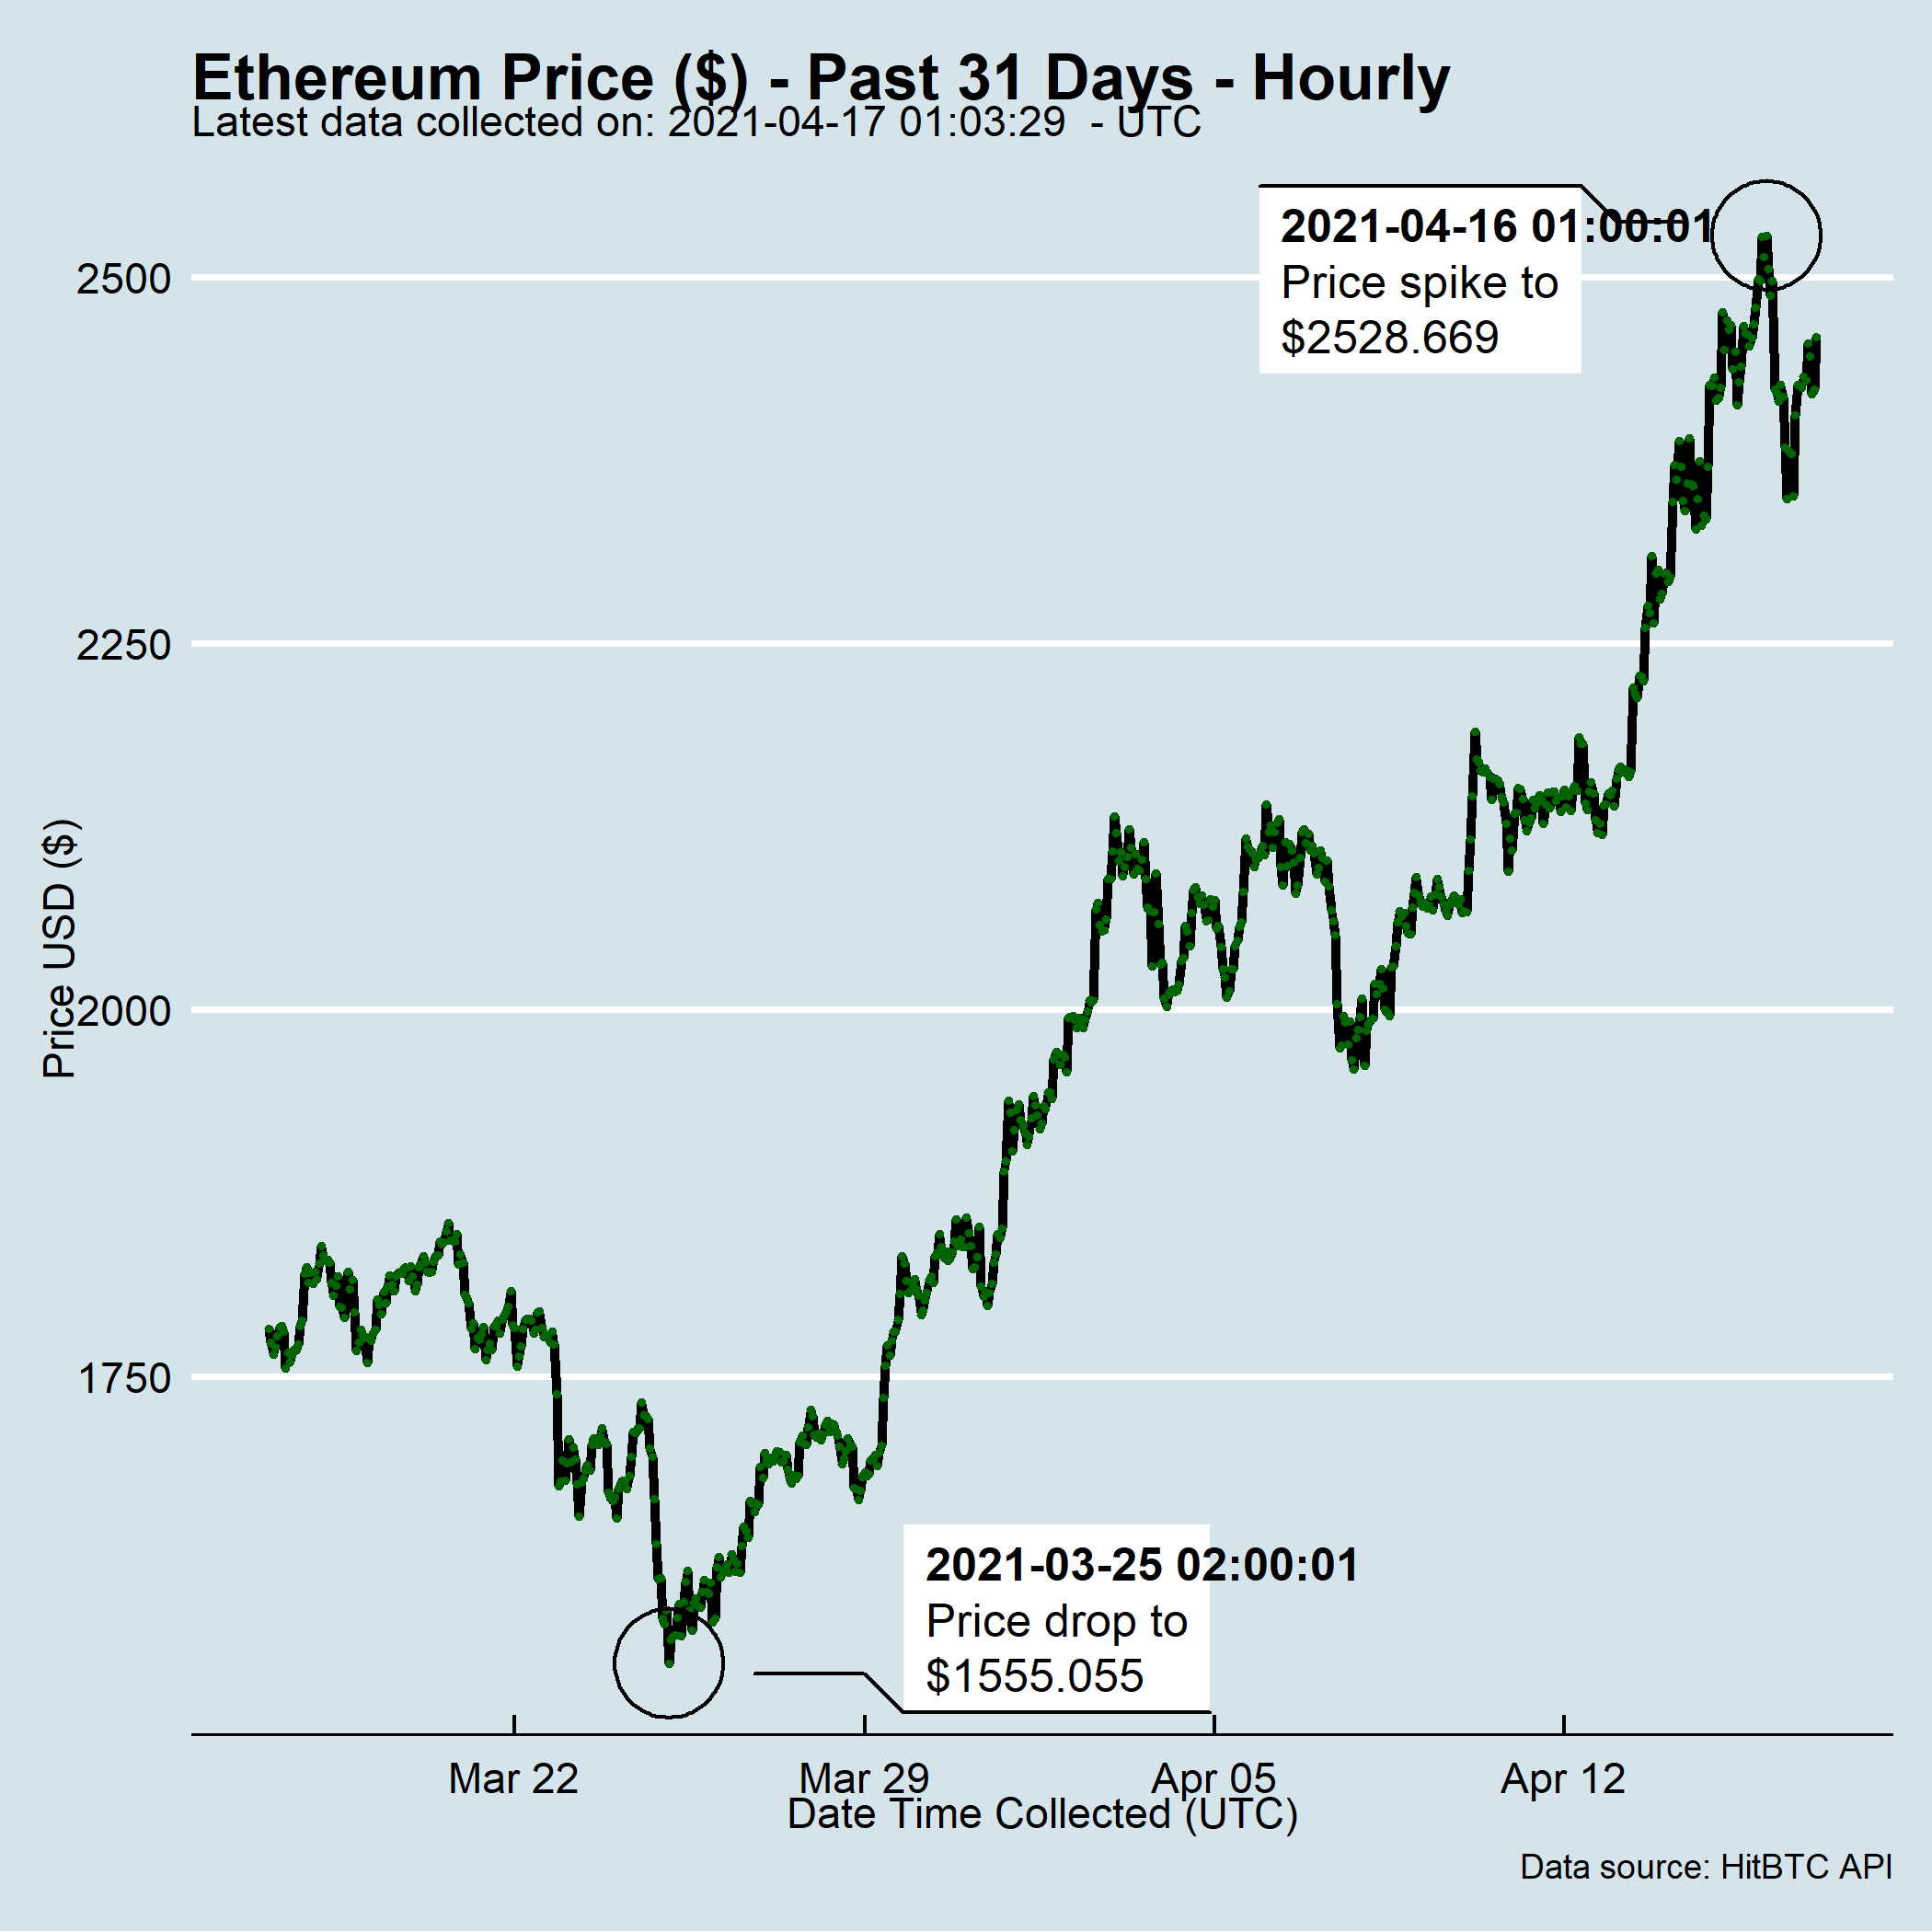 Ethereum Price ($) - Past 31 Days - Hourly
Latest data collected on: 2021-04-17 01:03:29  - UTC
2021-04-16 01:00:01
Price spike to
$2528.669
2500
2250
2000
1750
Price USD ($)
2021-03-25 02:00:01
Price drop to
$1555.055
Mar 22
Mar 29
Apr 05
Apr 12
Date Time Collected (UTC)
Data source: HitBTC API